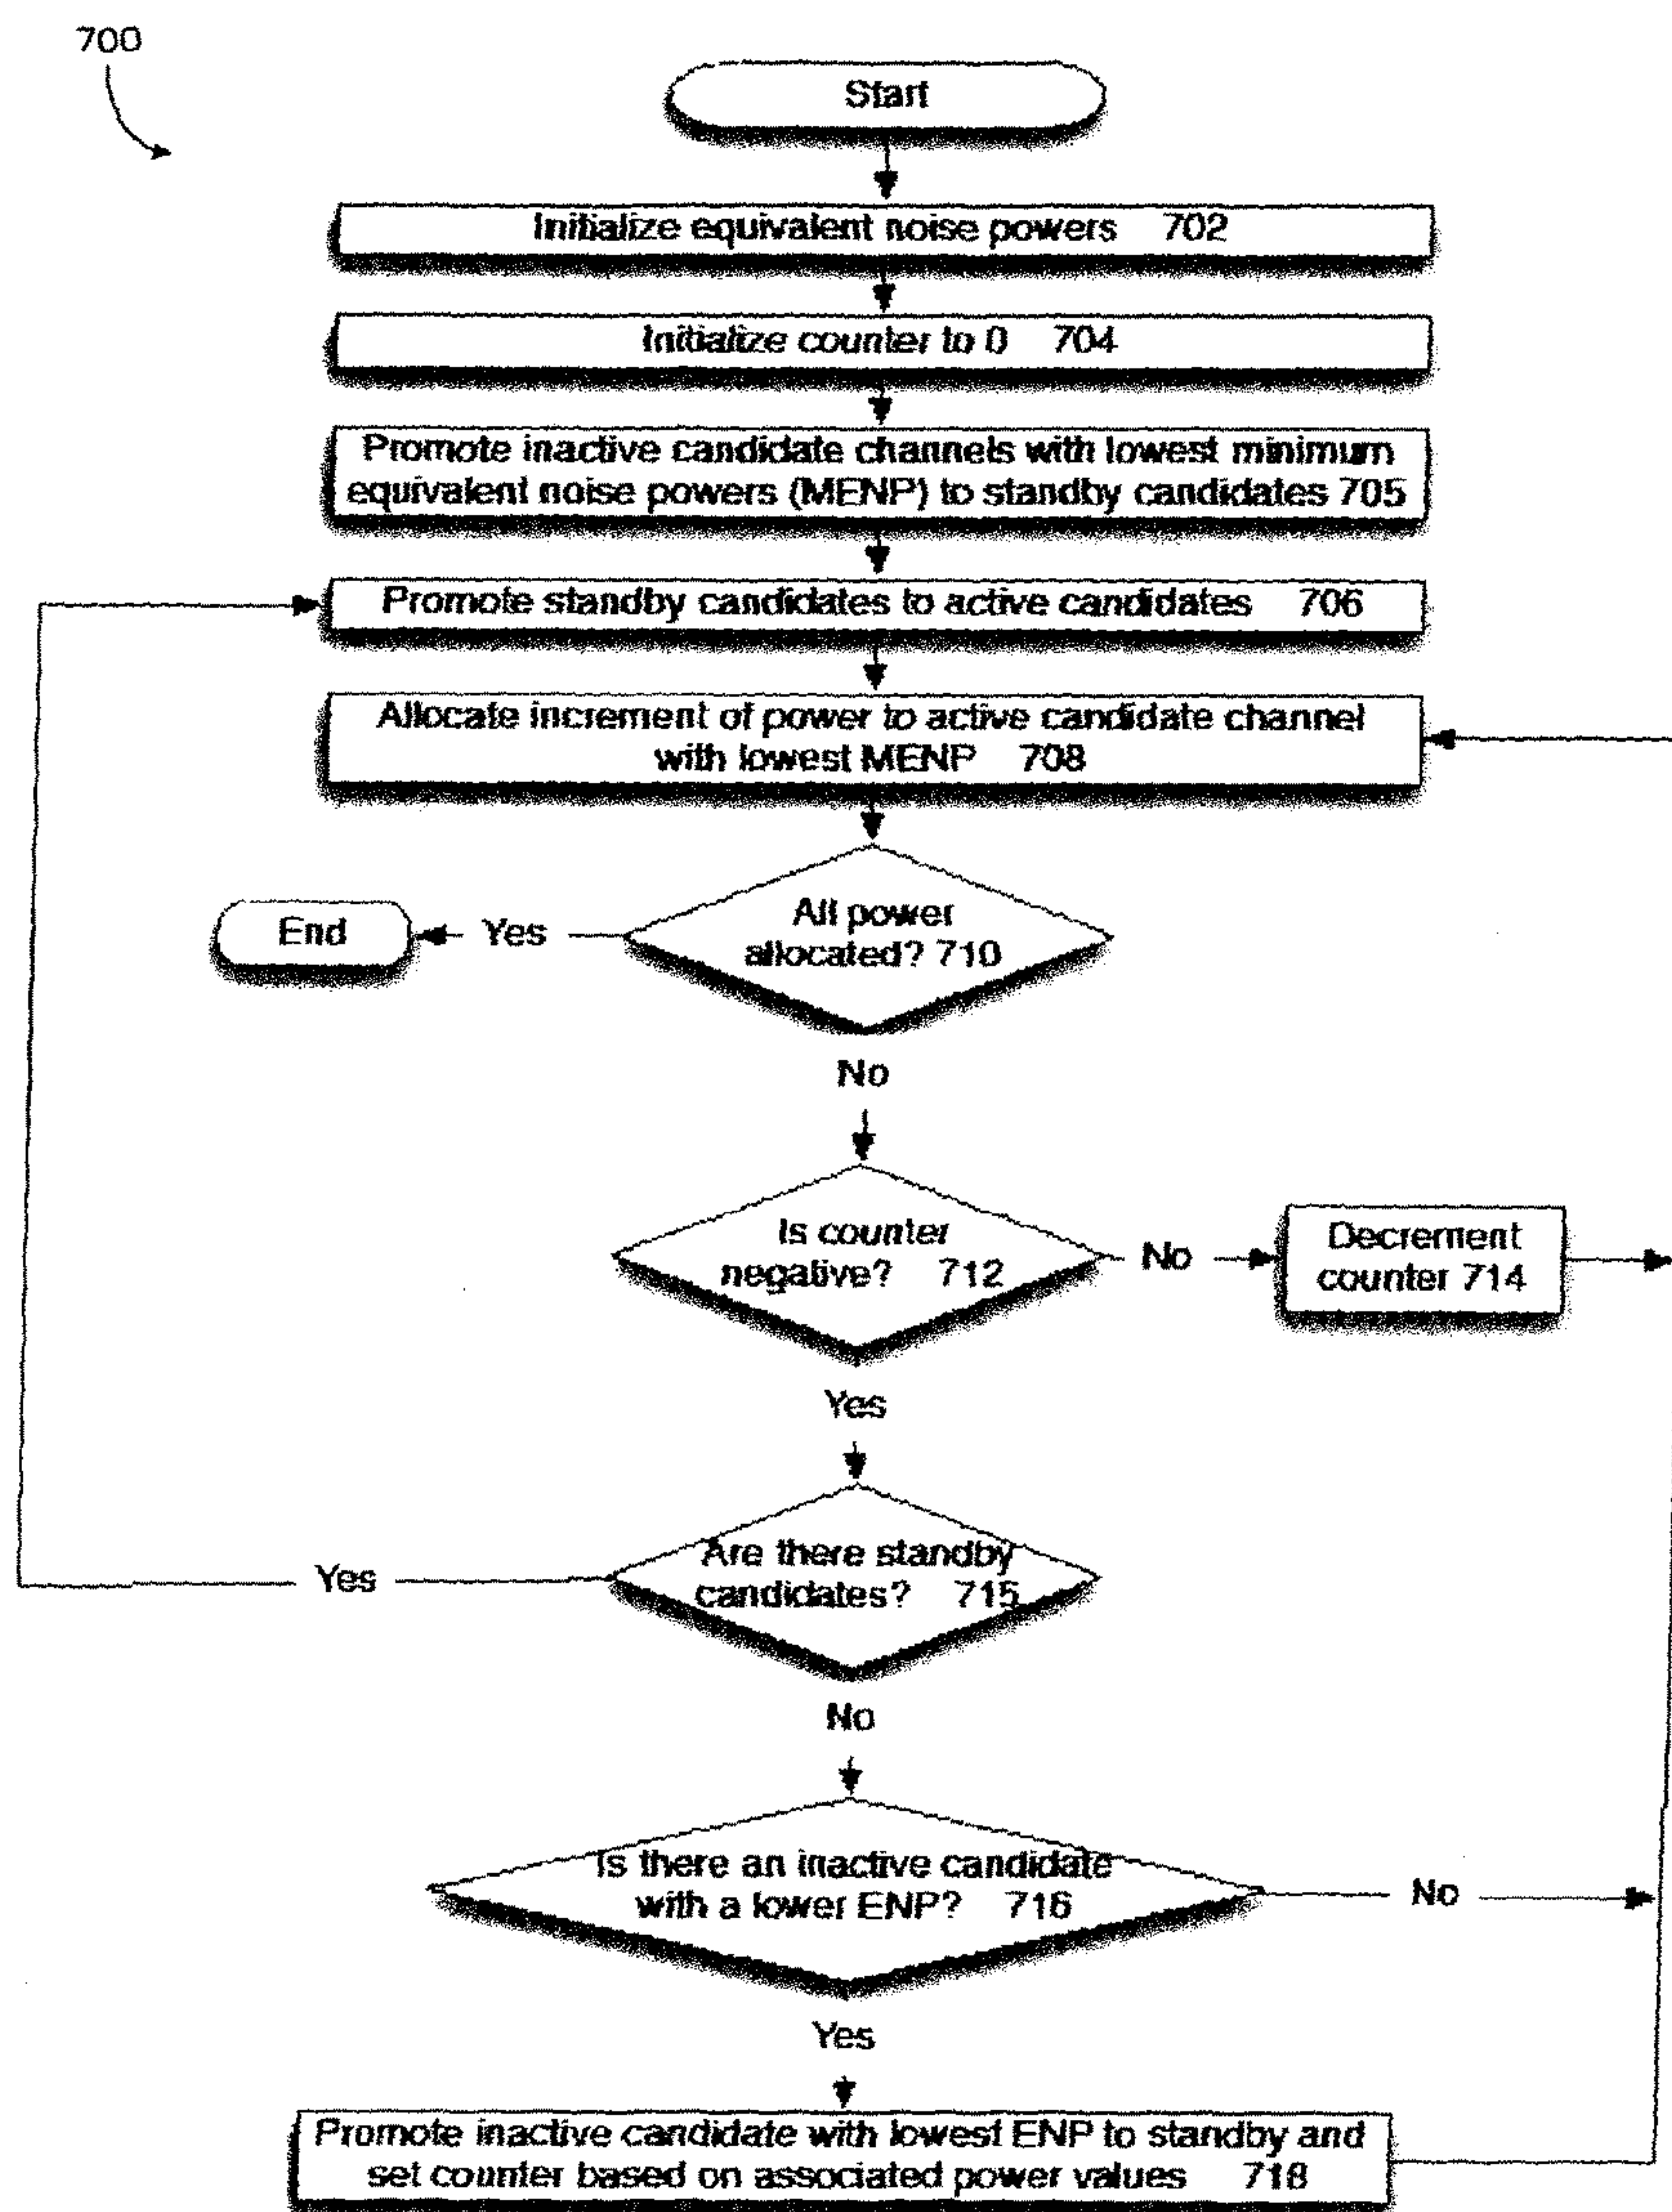 700
Start
Initialize equivalent noise powers 702
Initialize counter to 0 704
Promote inactive candidate channels with lowest minimum
equivalent noise powers (MENP) to standby candidates 705
Promote standby candidates to active candidates 706
Allocate increment of power to active candidate channel
with lowest MENP 708
All power
allocated? 710
Yes
End
No
Is counter
negative? 712
No
Decrement
counter 714
Yes
Are there standby
candidates? 715
Yes
No
Is there an inactive candidate
with a lower ENP? 716
No
Yes
Promote inactive candidate with lowest ENP to standby and
set counter based on associated power values 718